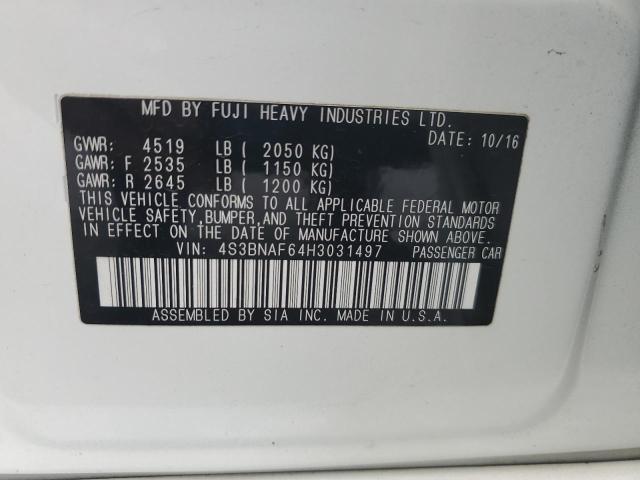 MFD BY FUJI HEAVY INDUSTRIES LTD.
DATE: 10/16
GVWR: 4519 LB ( 2050 KG)
GAWR: F 2535 LB ( 1150 KG)
GAWR: R 2645 LB ( 1200 KG)
THIS VEHICLE CONFORMS TO ALL APPLICABLE FEDERAL MOTOR
VEHICLE SAFETY,BUMPER,AND THEFT PREVENTION STANDARDS
IN EFFECT ON THE DATE OF MANUFACTURE SHOWN ABOVE.
VIN: 4S3BNAF64H3031497 PASSENGER CAR
ASSEMBLED BY SIA INC. MADE IN U.S.A.